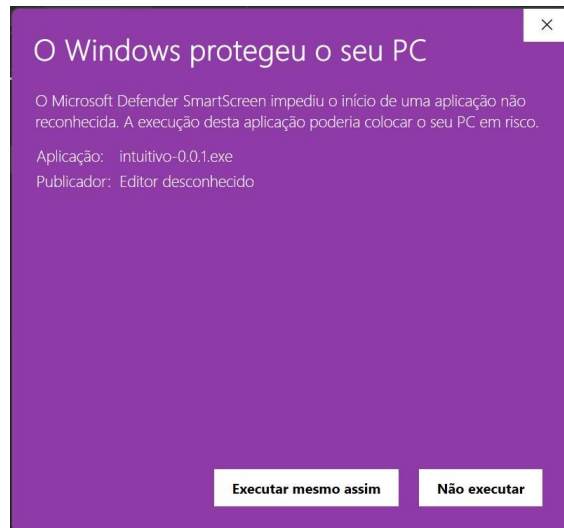 O Windows protegeu o seu PC
O Microsoft Defender SmartScreen impediu o início de uma aplicação não
reconhecida. A execução desta aplicação poderia colocar o seu PC em risco.
Aplicação: intuitivo-0.0.1.exe
Publicador: Editor desconhecido
Executar mesmo assim
Não executar